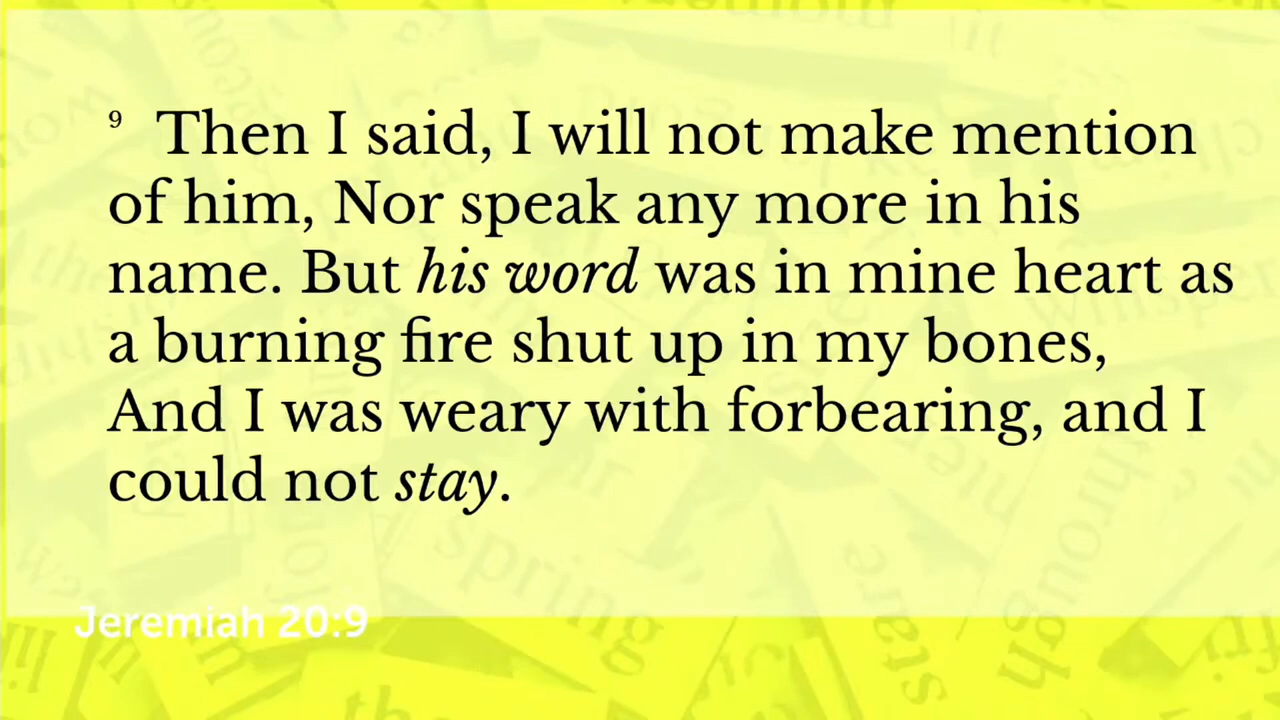 9 Then I said, I will not make mention
of him, Nor speak any more in his
name. But his word was in mine heart as
a burning fire shut up in my bones,
And I was weary with forbearing, and I
could not stay.
Jeremiah 20:9